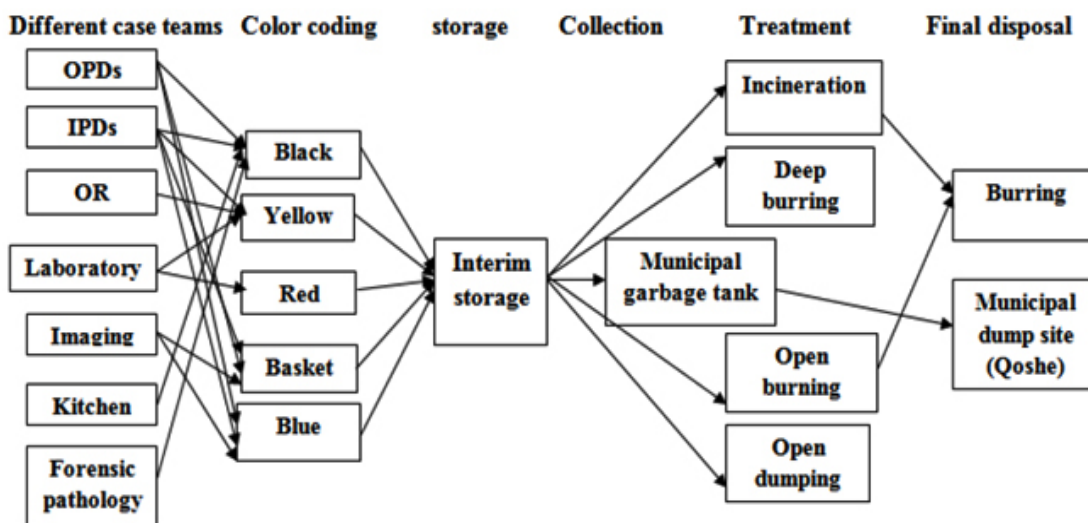 Different case teams Color coding storage Collection Treatment Final disposal
OPDs
IPDs
OR
Laboratory
Imaging
Kitchen
Forensic
pathology
Black
Yellow
Red
Basket
Blue
Interim
storage
Municipal
garbage tank
Incineration
Deep
burring
Open
burning
Open
dumping
Burring
Municipal
dump site
(Qoshe)